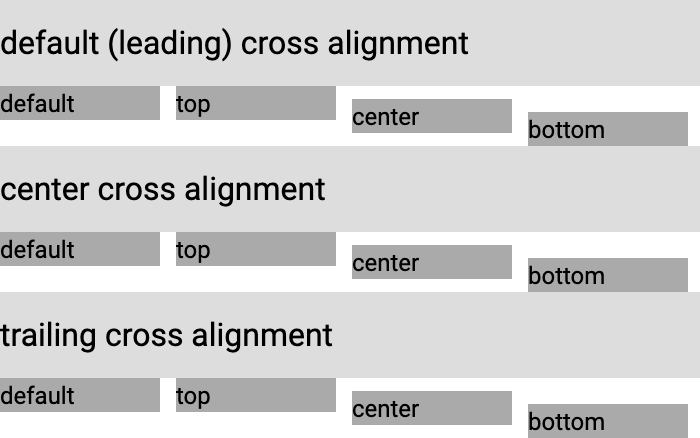 default (leading) cross alignment
default top center bottom
center cross alignment
default top center bottom
trailing cross alignment
default top center bottom